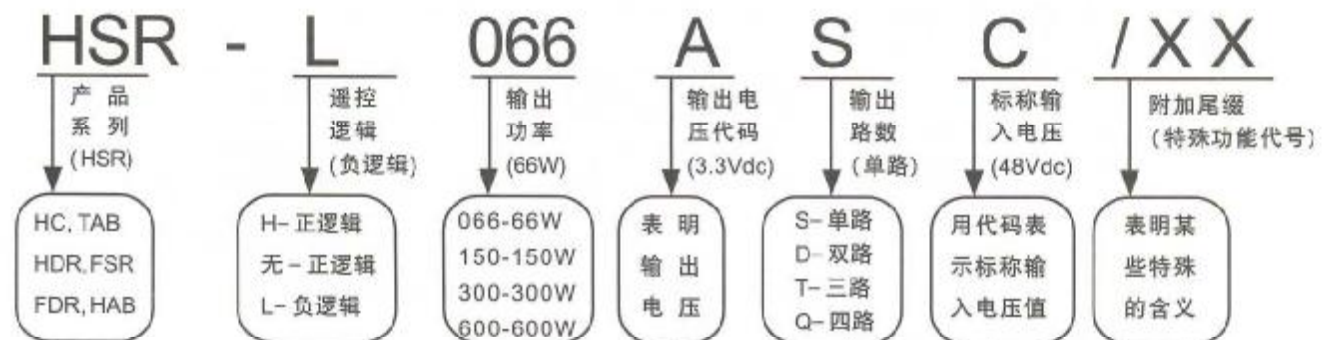 HSR - L 066 A S C /XX
产品
系列
(HSR)
遥控
逻辑
(负逻辑)
输出
功率
(66W)
输出电
压代码
(3.3Vdc)
输出
路数
(单路)
标称输
入电压
(48Vdc)
附加尾缀
(特殊功能代号)
HC, TAB
HDR, FSR
FDR, HAB
H-正逻辑
无-正逻辑
L-负逻辑
066-66W
150-150W
300-300W
600-600W
表明
输出
电压
S-单路
D-双路
T-三路
Q-四路
用代码表
示标称输
入电压值
表明某
些特殊
的含义